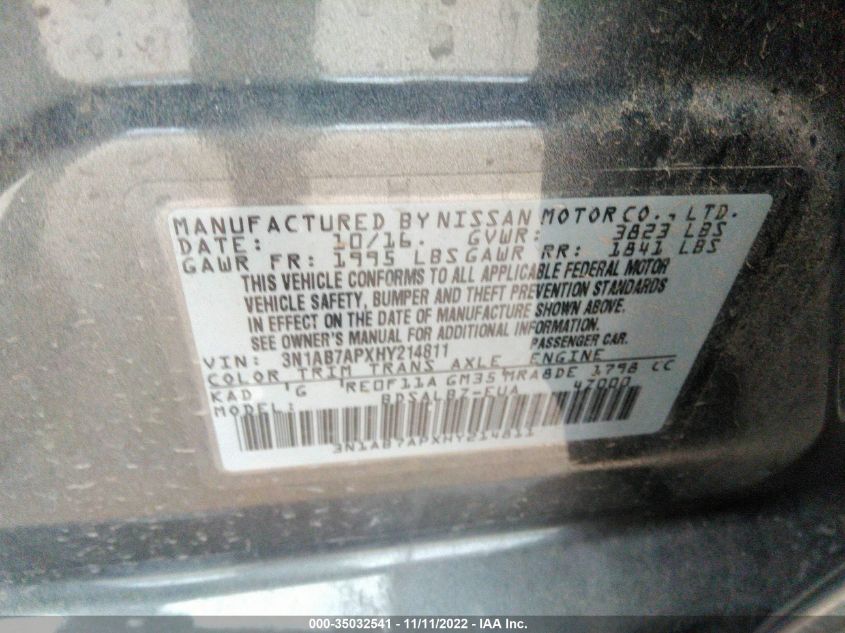 MANUFACTURED BY NISSAN MOTOR CO., LTD.
DATE: 10/16. GVWR: 3823 LBS
GAWR FR: 1995 LBS GAWR RR: 1841 LBS
THIS VEHICLE CONFORMS TO ALL APPLICABLE FEDERAL MOTOR
VEHICLE SAFETY, BUMPER AND THEFT PREVENTION STANDARDS
IN EFFECT ON THE DATE OF MANUFACTURE SHOWN ABOVE.
SEE OWNER'S MANUAL FOR ADDITIONAL INFORMATION.
VIN: 3N1AB7APXHY214811 PASSENGER CAR.
COLOR TRIM TRANS AXLE ENGINE
KAD G RE0F11A GM35 MRA8DE 1798 CC
MODEL: BDSALBZ-EUA 4Z000
3N1AB7APXHY214811
000-35032541 - 11/11/2022 - IAA Inc.